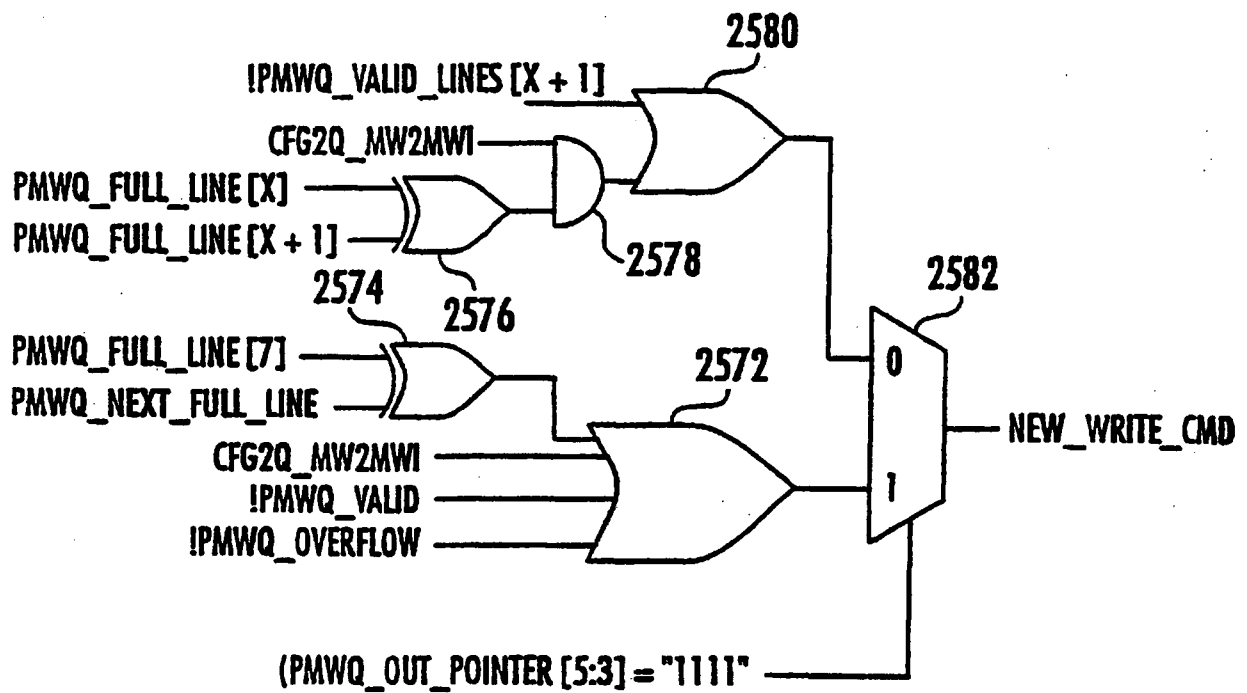 2580
!PMWQ_VALID_LINES [X + 1]
CFG2Q_MW2MWI
PMWQ_FULL_LINE [X]
PMWQ_FULL_LINE [X + 1]
2578
2576
2574
2582
PMWQ_FULL_LINE [7]
PMWQ_NEXT_FULL_LINE
2572
0
NEW_WRITE_CMD
CFG2Q_MW2MWI
!PMWQ_VALID
1
!PMWQ_OVERFLOW
(PMWQ_OUT_POINTER [5:3] = "1111"